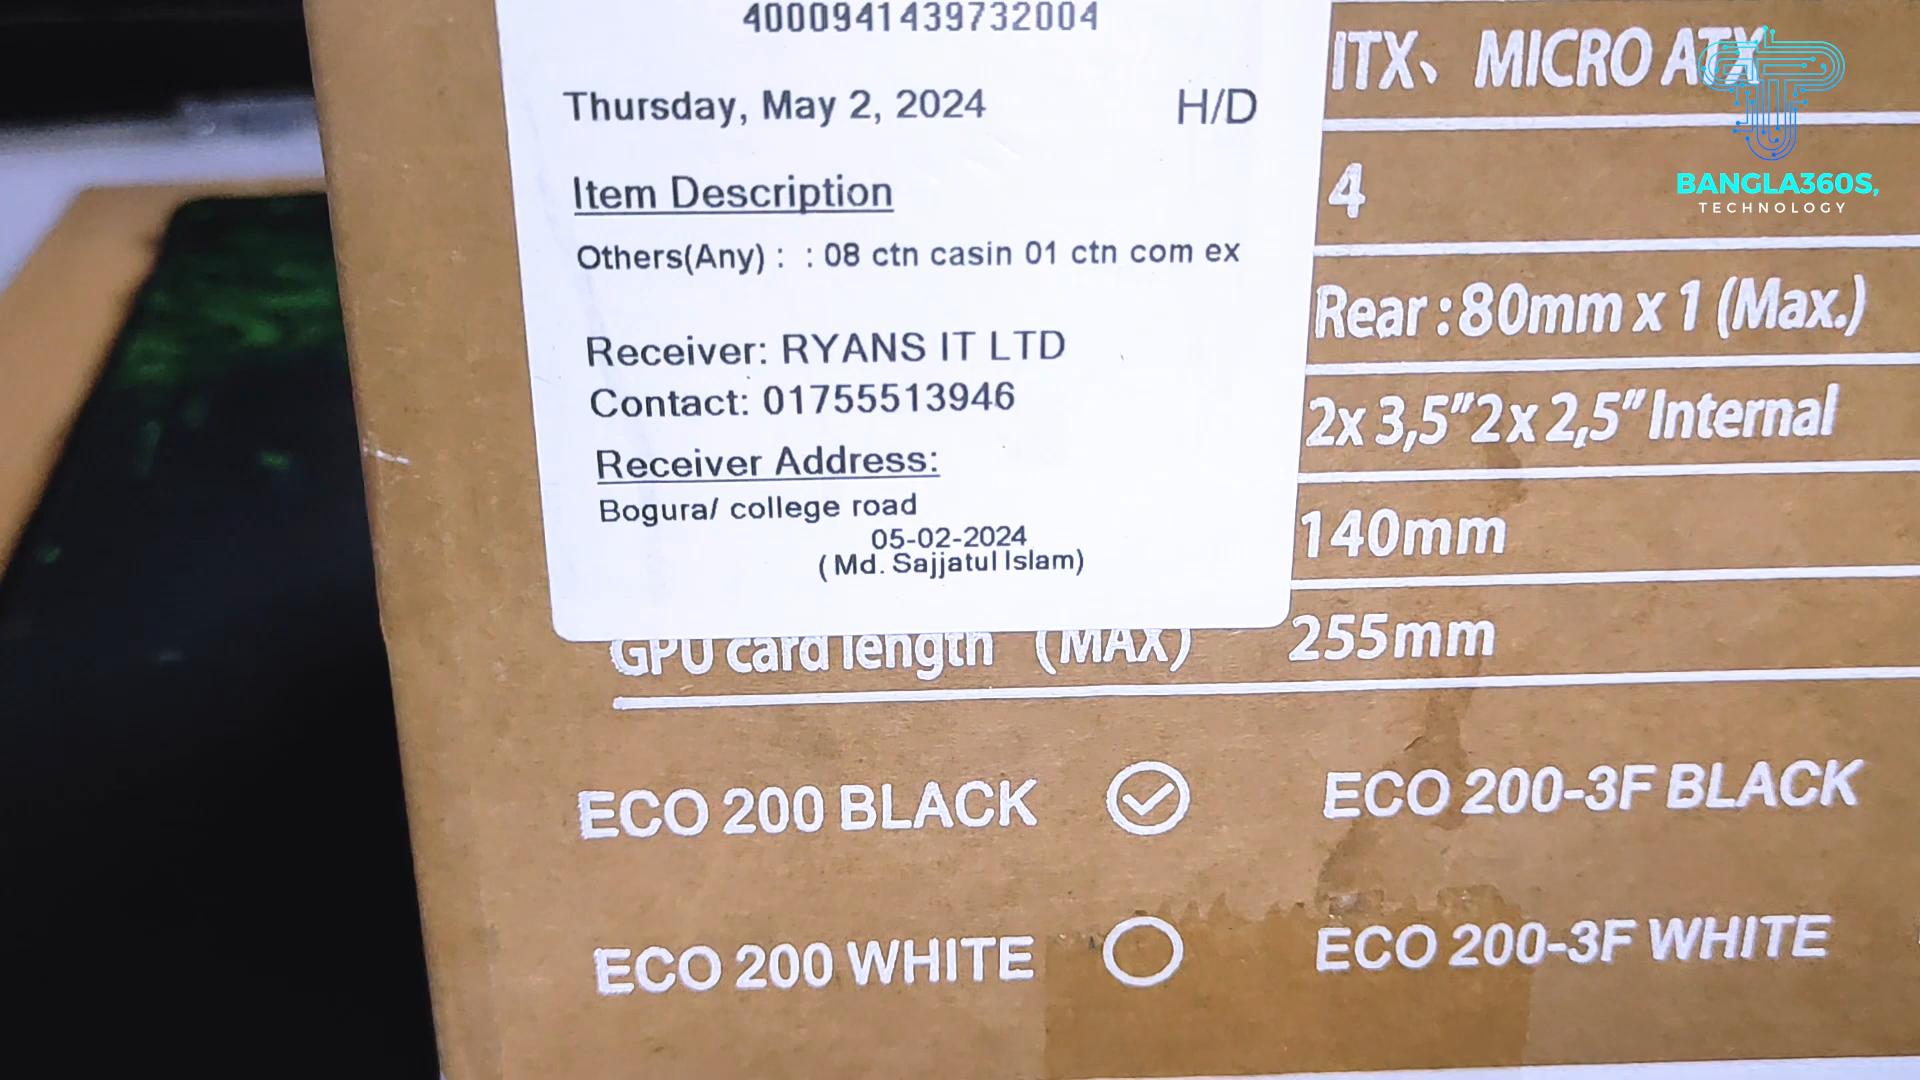 4000941439732004
Thursday, May 2, 2024 H/D
Item Description
Others(Any) : : 08 ctn casin 01 ctn com ex
Receiver: RYANS IT LTD
Contact: 01755513946
Receiver Address:
Bogura/ college road
05-02-2024
( Md. Sajjatul Islam)
ITX、MICRO ATX
4
Rear : 80mm x 1 (Max.)
2x 3,5” 2x 2,5” Internal
140mm
GPU card length (MAX) 255mm
ECO 200 BLACK ECO 200-3F BLACK
ECO 200 WHITE ECO 200-3F WHITE
BANGLA360S,
TECHNOLOGY